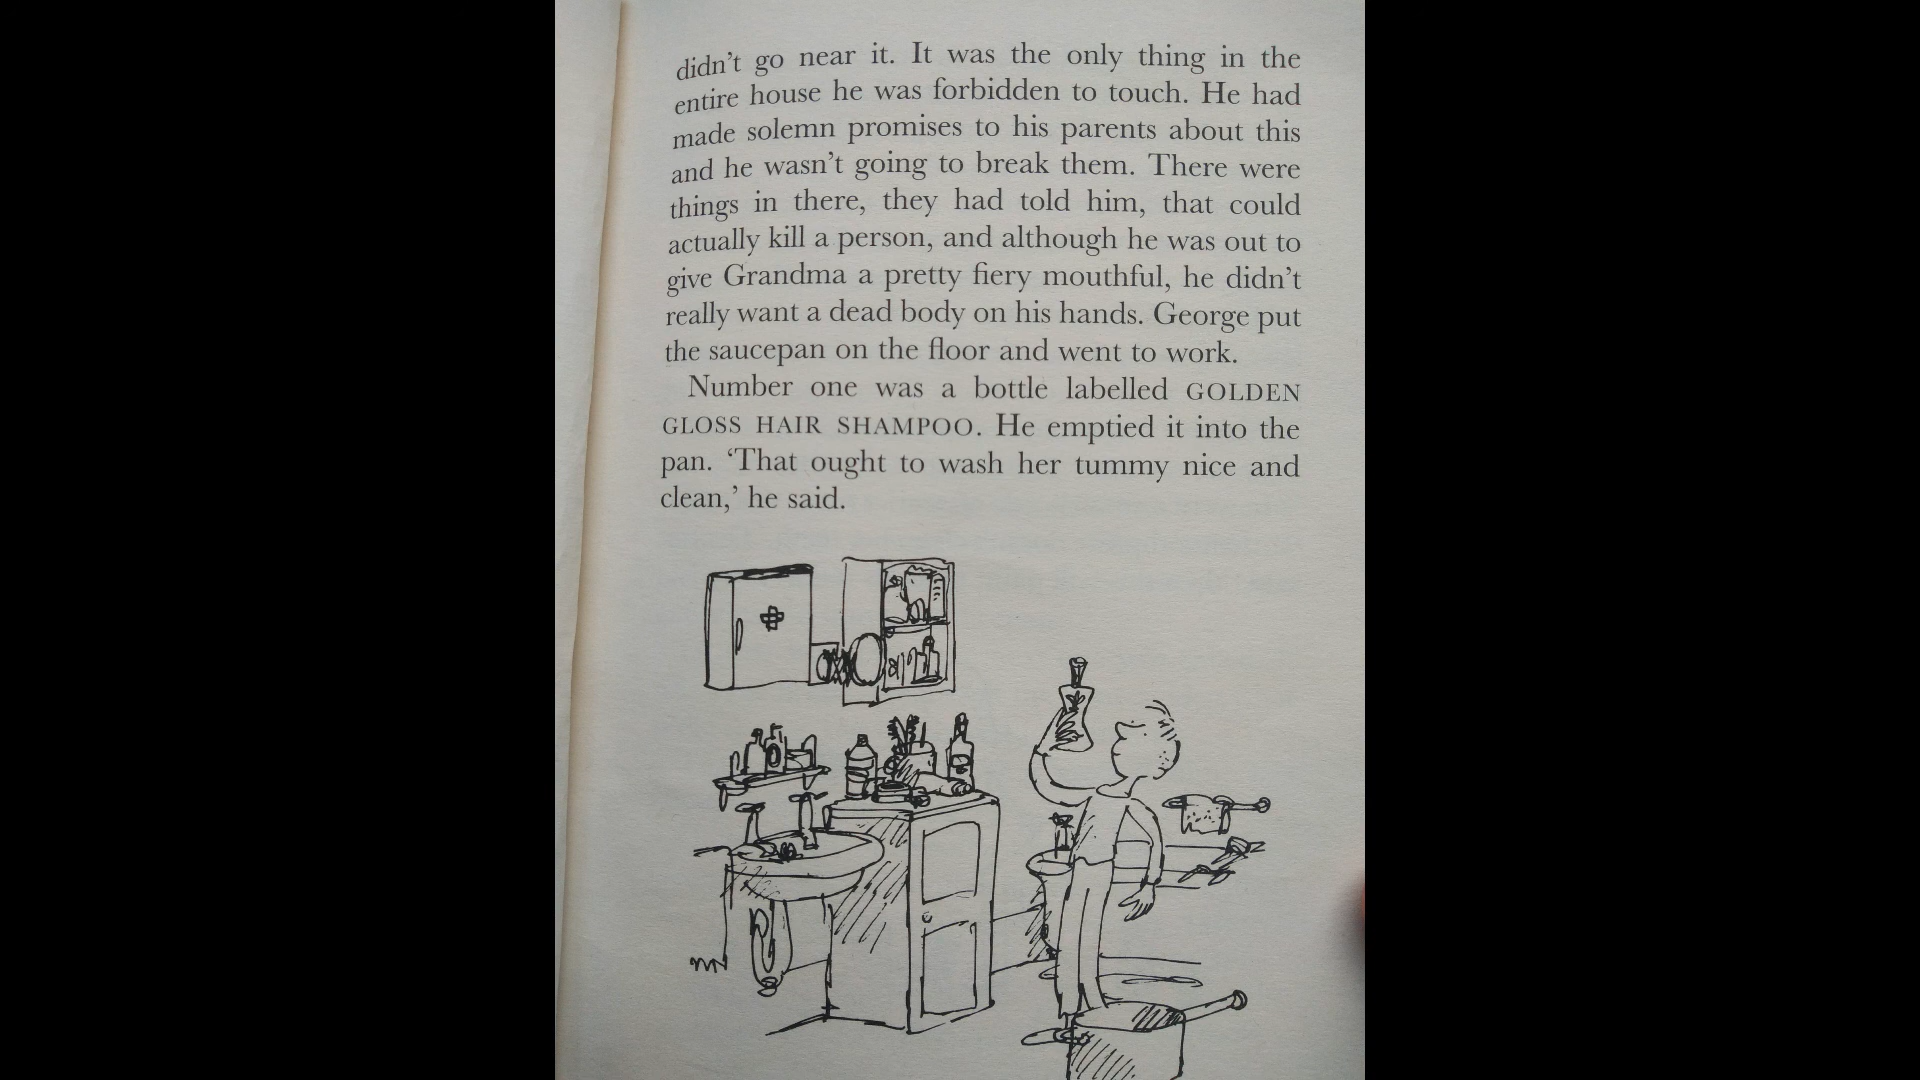 didn't go near it. It was the only thing in the
entire house he was forbidden to touch. He had
made solemn promises to his parents about this
and he wasn't going to break them. There were
things in there, they had told him, that could
actually kill a person, and although he was out to
give Grandma a pretty fiery mouthful, he didn't
really want a dead body on his hands. George put
the saucepan on the floor and went to work.
Number one was a bottle labelled GOLDEN
GLOSS HAIR SHAMPOO. He emptied it into the
pan. ‘That ought to wash her tummy nice and
clean,’ he said.